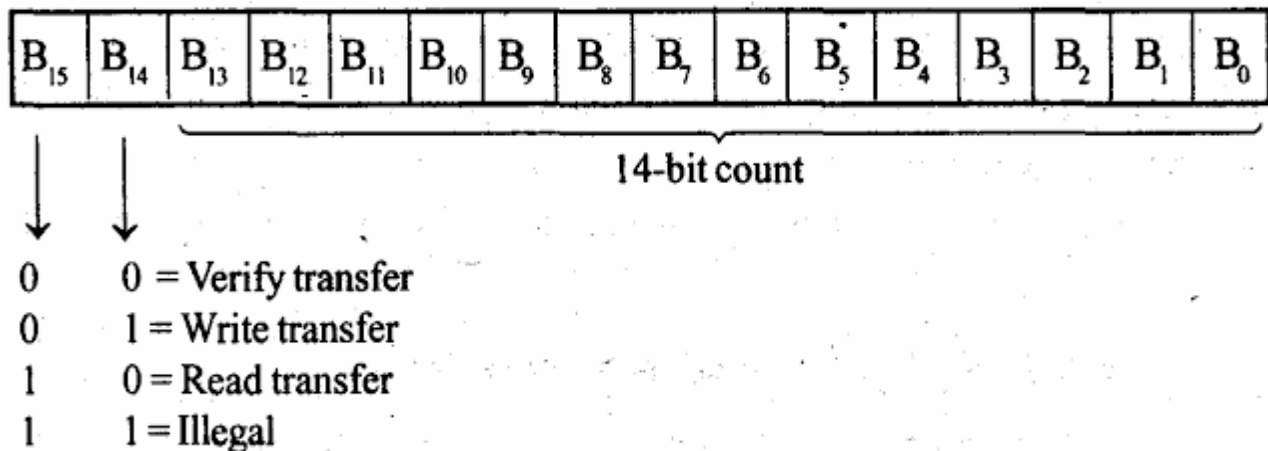 B15 B14 B13 B12 B11 B10 B9 B8 B7 B6 B5 B4 B3 B2 B1 B0
14-bit count
0 0 = Verify transfer
0 1 = Write transfer
1 0 = Read transfer
1 1 = Illegal